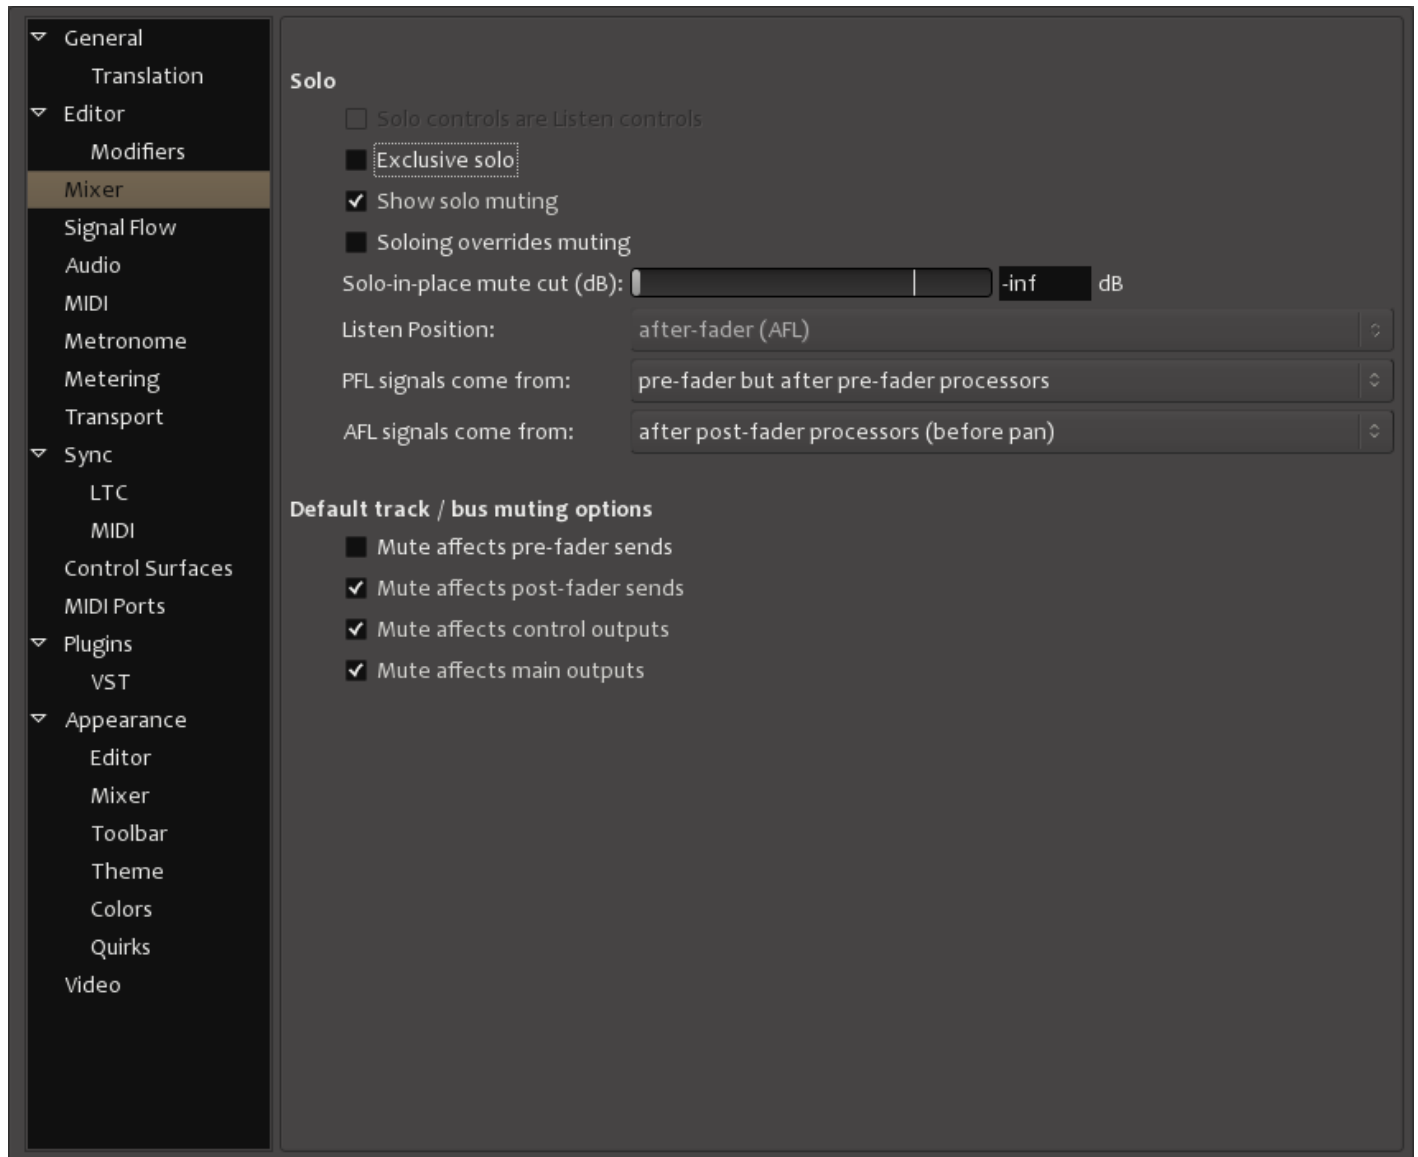 General
Translation
Editor
Modifiers
Mixer
Signal Flow
Audio
MIDI
Metronome
Metering
Transport
Sync
LTC
MIDI
Control Surfaces
MIDI Ports
Plugins
VST
Appearance
Editor
Mixer
Toolbar
Theme
Colors
Quirks
Video
Solo
Solo controls are Listen controls
Exclusive solo
Show solo muting
Soloing overrides muting
Solo-in-place mute cut (dB): -inf dB
Listen Position: after-fader (AFL)
PFL signals come from: pre-fader but after pre-fader processors
AFL signals come from: after post-fader processors (before pan)
Default track / bus muting options
Mute affects pre-fader sends
Mute affects post-fader sends
Mute affects control outputs
Mute affects main outputs